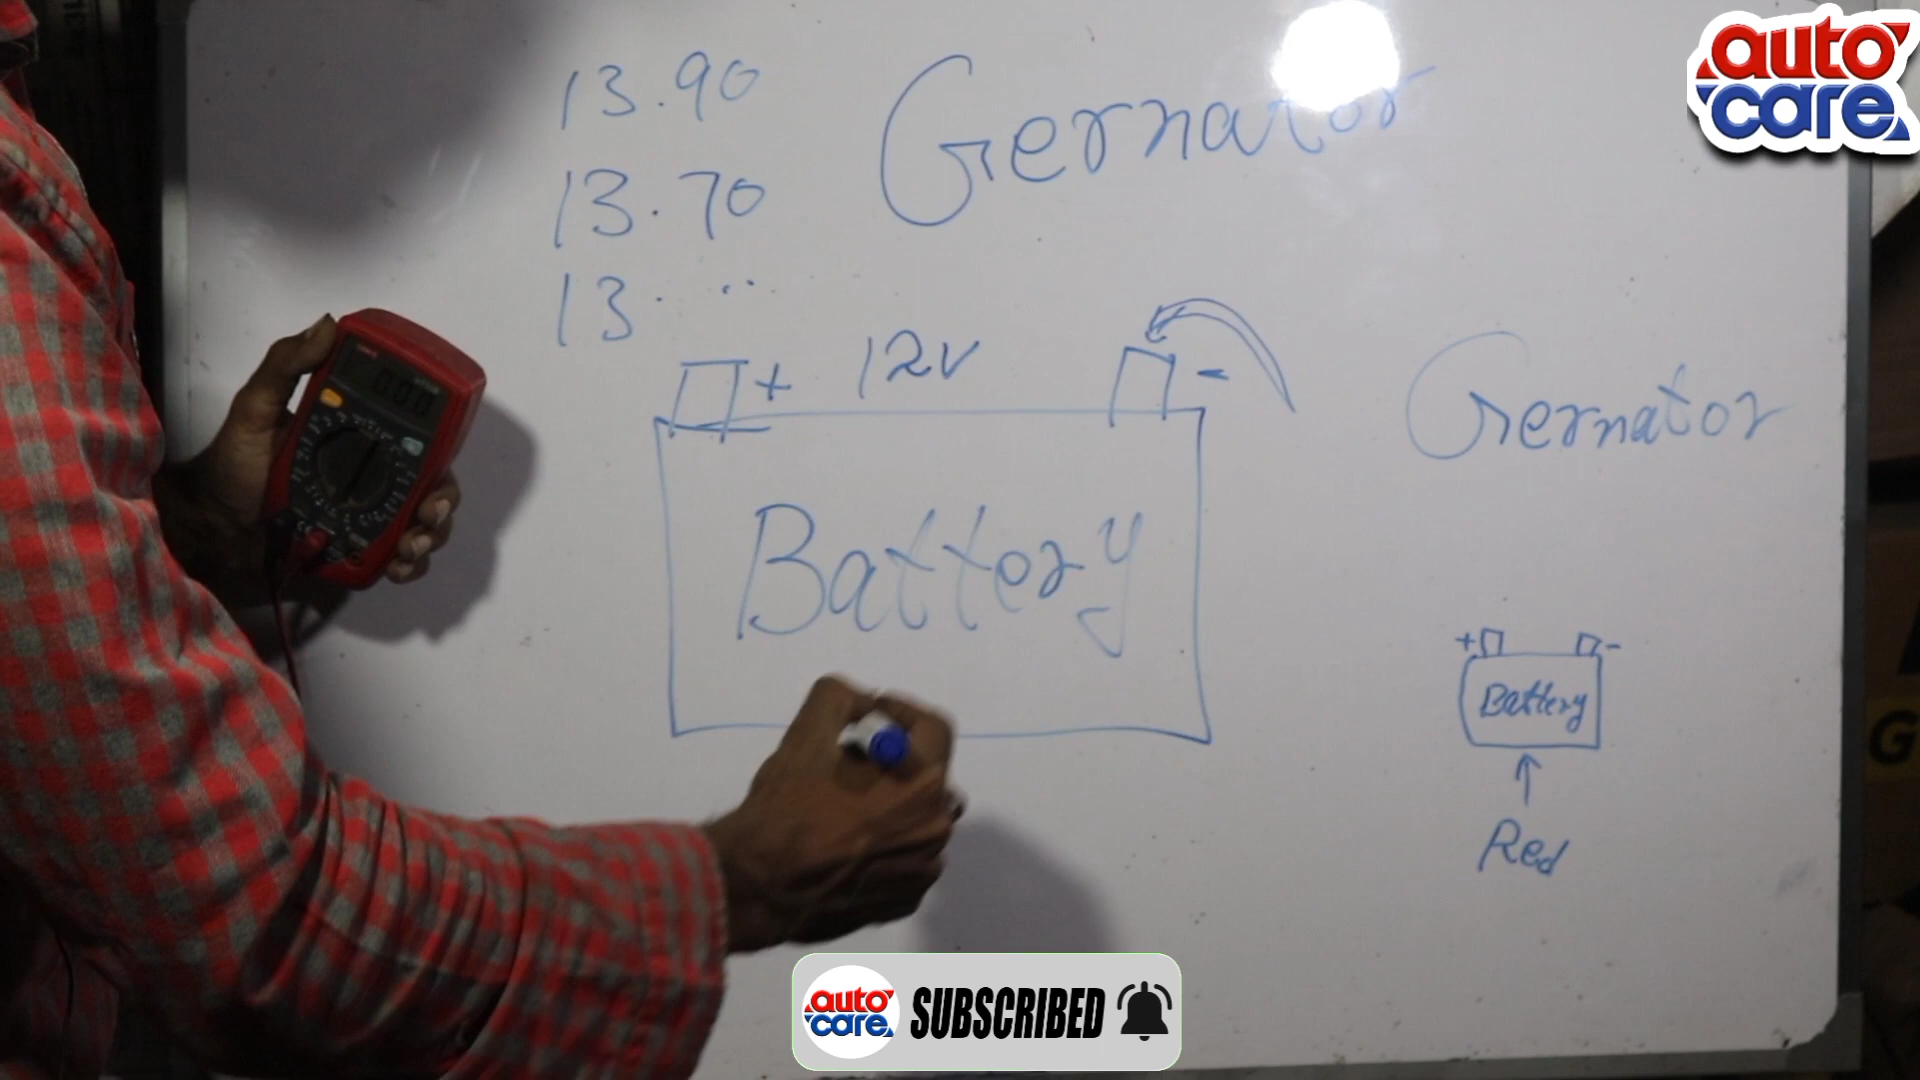 auto
care
13.90
Gernator
13.70
13. ..
+ 12v -
Gernator
Battery
+ -
Battery
Red
auto
care
SUBSCRIBED
G